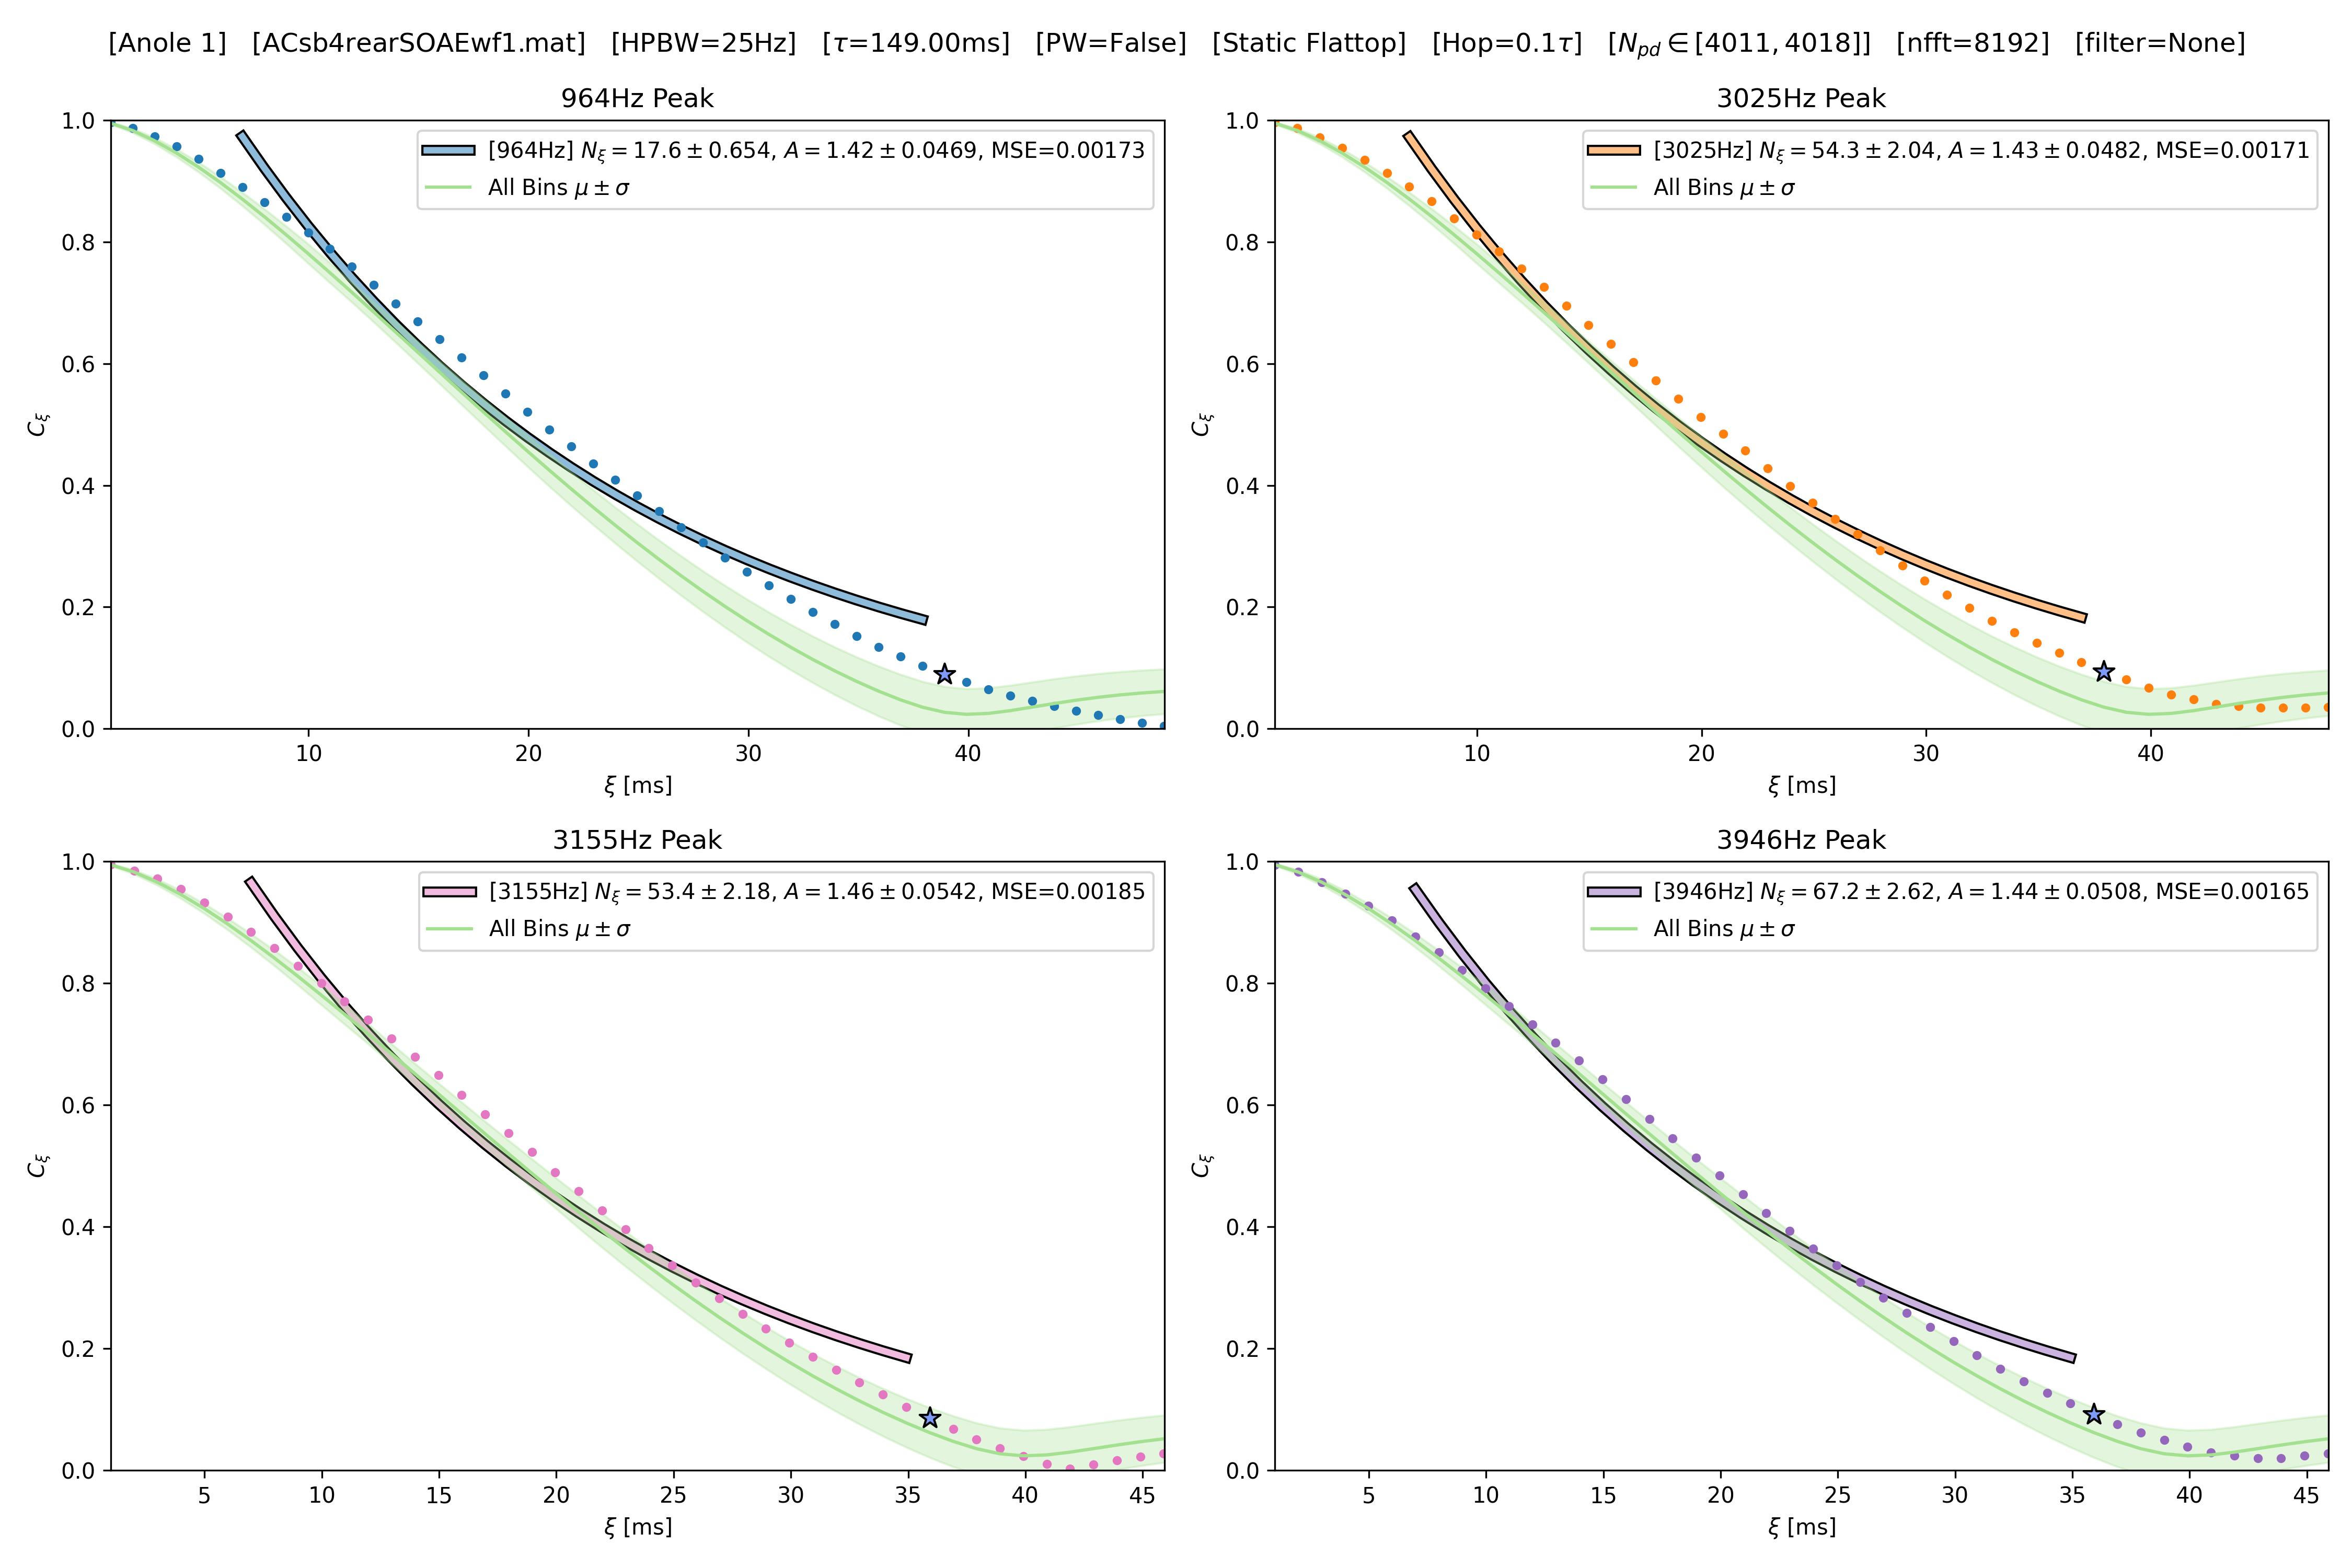 [Anole 1] [ACsb4rearSOAEwf1.mat] [HPBW=25Hz] [τ=149.00ms] [PW=False] [Static Flattop] [Hop=0.1τ] [N_pd ∈ [4011, 4018]] [nfft=8192] [filter=None]
964Hz Peak
[964Hz] N_ξ = 17.6 ± 0.654, A = 1.42 ± 0.0469, MSE=0.00173
All Bins μ ± σ
1.0
0.8
0.6
0.4
0.2
0.0
C_ξ
10 20 30 40
ξ [ms]
3025Hz Peak
[3025Hz] N_ξ = 54.3 ± 2.04, A = 1.43 ± 0.0482, MSE=0.00171
All Bins μ ± σ
1.0
0.8
0.6
0.4
0.2
0.0
C_ξ
10 20 30 40
ξ [ms]
3155Hz Peak
[3155Hz] N_ξ = 53.4 ± 2.18, A = 1.46 ± 0.0542, MSE=0.00185
All Bins μ ± σ
1.0
0.8
0.6
0.4
0.2
0.0
C_ξ
5 10 15 20 25 30 35 40 45
ξ [ms]
3946Hz Peak
[3946Hz] N_ξ = 67.2 ± 2.62, A = 1.44 ± 0.0508, MSE=0.00165
All Bins μ ± σ
1.0
0.8
0.6
0.4
0.2
0.0
C_ξ
5 10 15 20 25 30 35 40 45
ξ [ms]